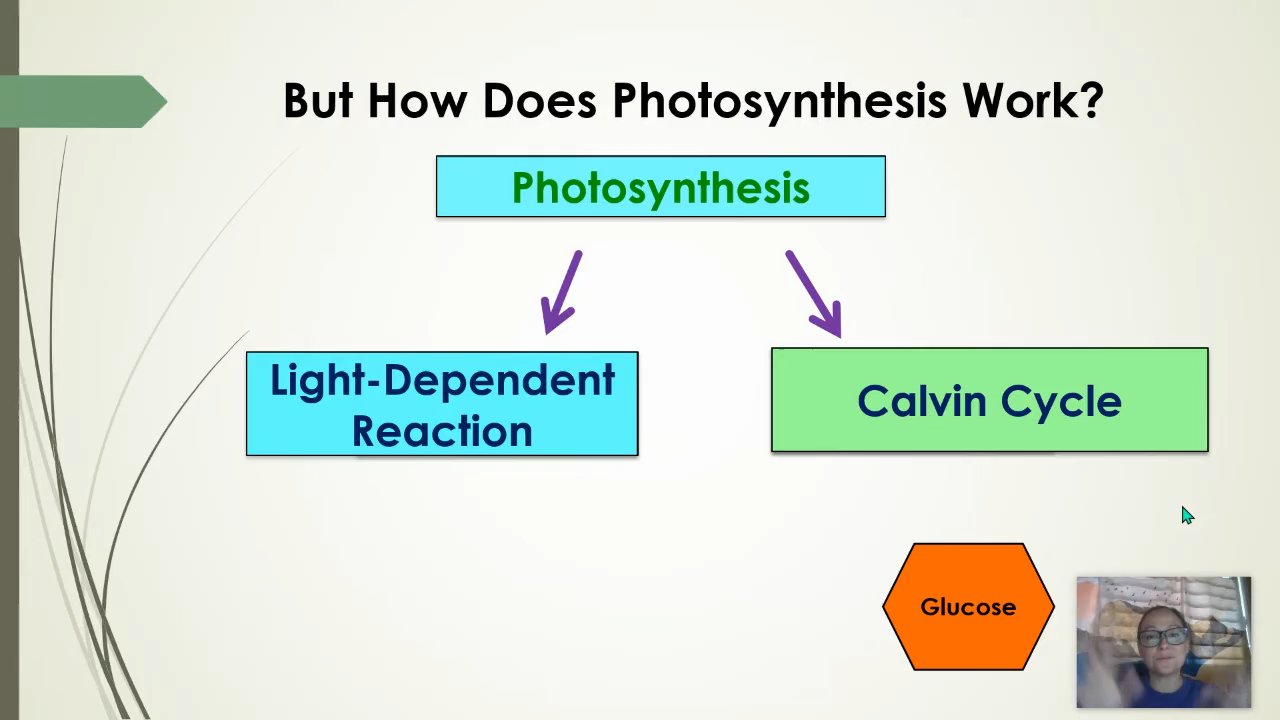 But How Does Photosynthesis Work?
Photosynthesis
Light-Dependent
Reaction
Calvin Cycle
Glucose